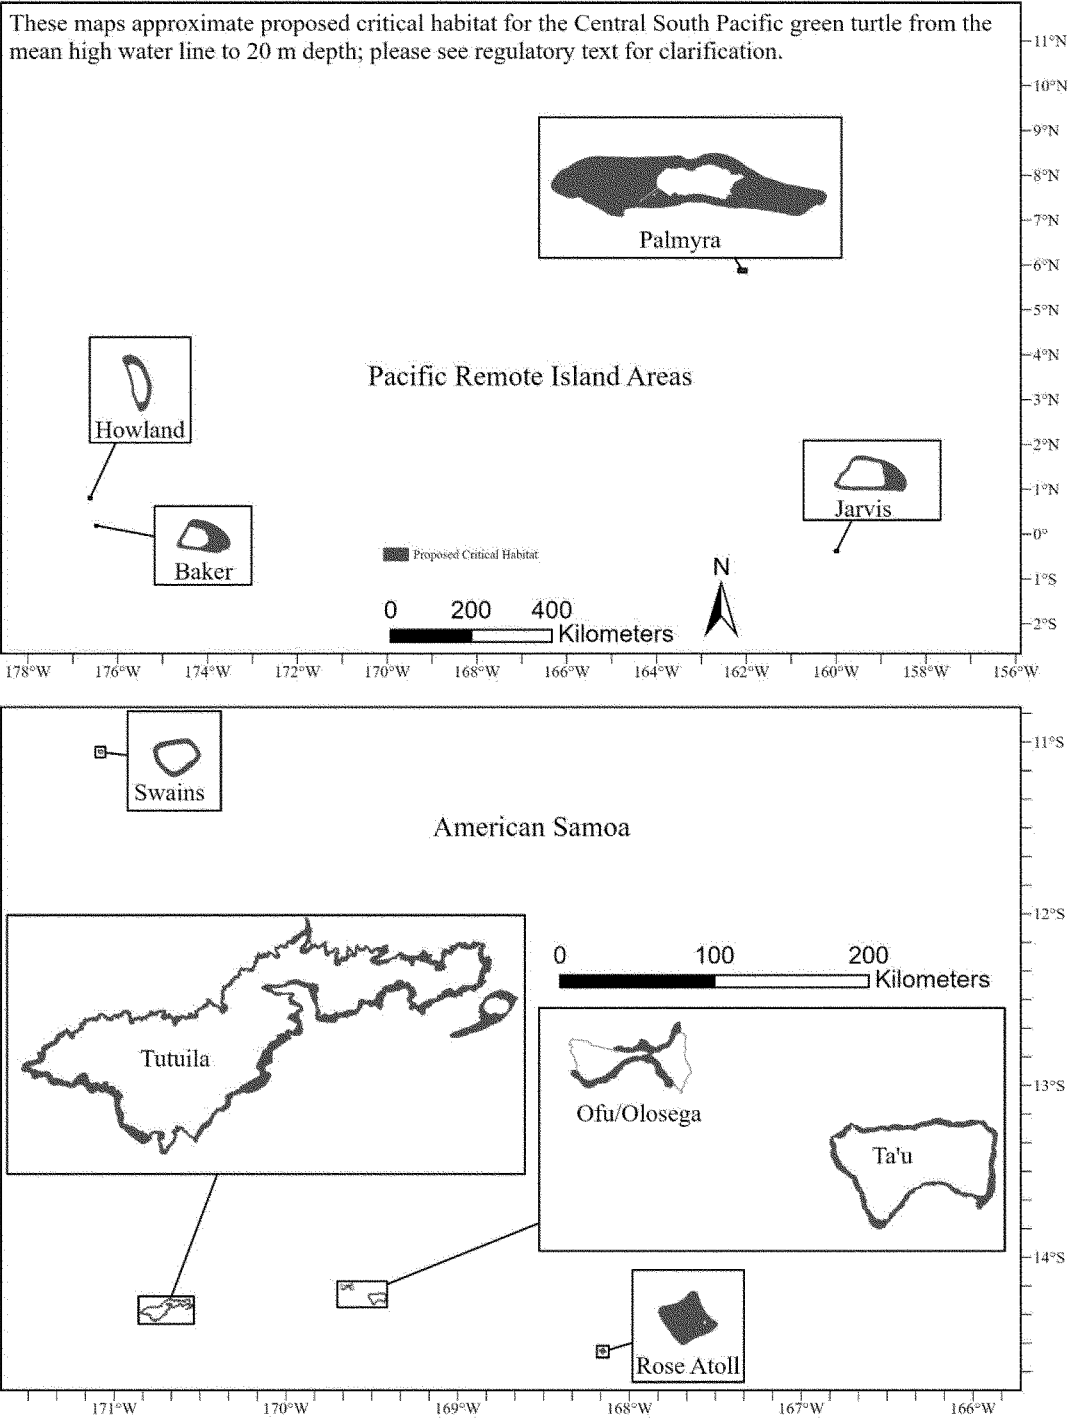 These maps approximate proposed critical habitat for the Central South Pacific green turtle from the
mean high water line to 20 m depth; please see regulatory text for clarification.
11°N
10°N
9°N
8°N
7°N
Palmyra
6°N
5°N
4°N
Pacific Remote Island Areas
3°N
Howland
2°N
1°N
Jarvis
0°
Proposed Critical Habitat
N
Baker
1°S
0 200 400
Kilometers
2°S
178°W 176°W 174°W 172°W 170°W 168°W 166°W 164°W 162°W 160°W 158°W 156°W
11°S
Swains
American Samoa
12°S
0 100 200
Kilometers
Tutuila
13°S
Ofu/Olosega
Ta'u
14°S
Rose Atoll
171°W 170°W 169°W 168°W 167°W 166°W